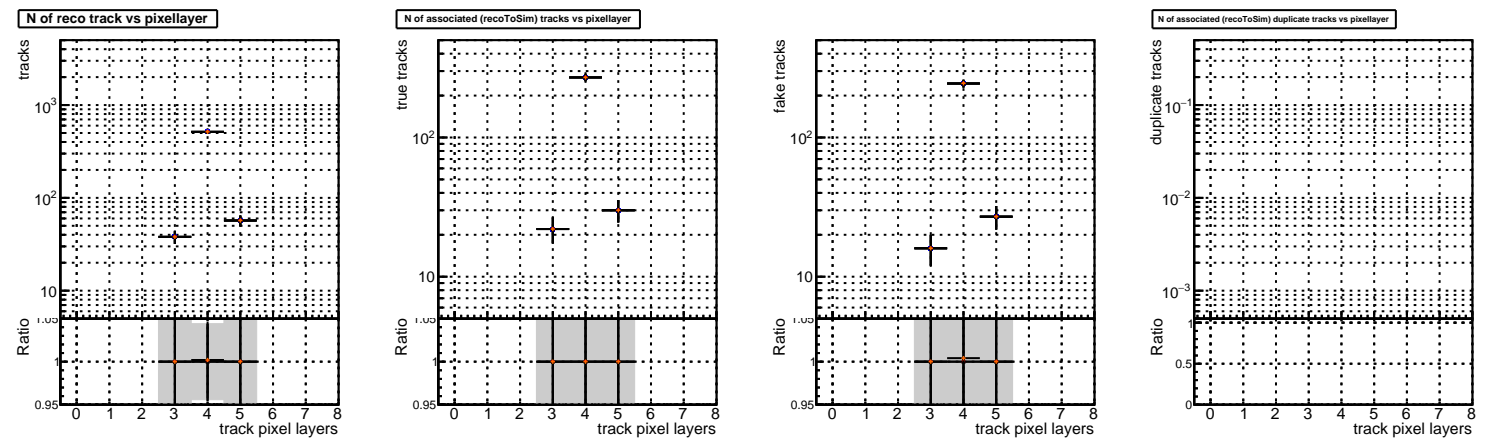 N of reco track vs pixellayer
tracks
10³
10²
10
Ratio
1.05
1
0.95
0 1 2 3 4 5 6 7 8
track pixel layers
N of associated (recoToSim) tracks vs pixellayer
true tracks
10²
10
Ratio
1.05
1
0.95
0 1 2 3 4 5 6 7 8
track pixel layers
fake tracks
10²
10
Ratio
1.05
1
0.95
0 1 2 3 4 5 6 7 8
track pixel layers
N of associated (recoToSim) duplicate tracks vs pixellayer
duplicate tracks
10⁻¹
10⁻²
10⁻³
Ratio
1
0.5
0
0 1 2 3 4 5 6 7 8
track pixel layers